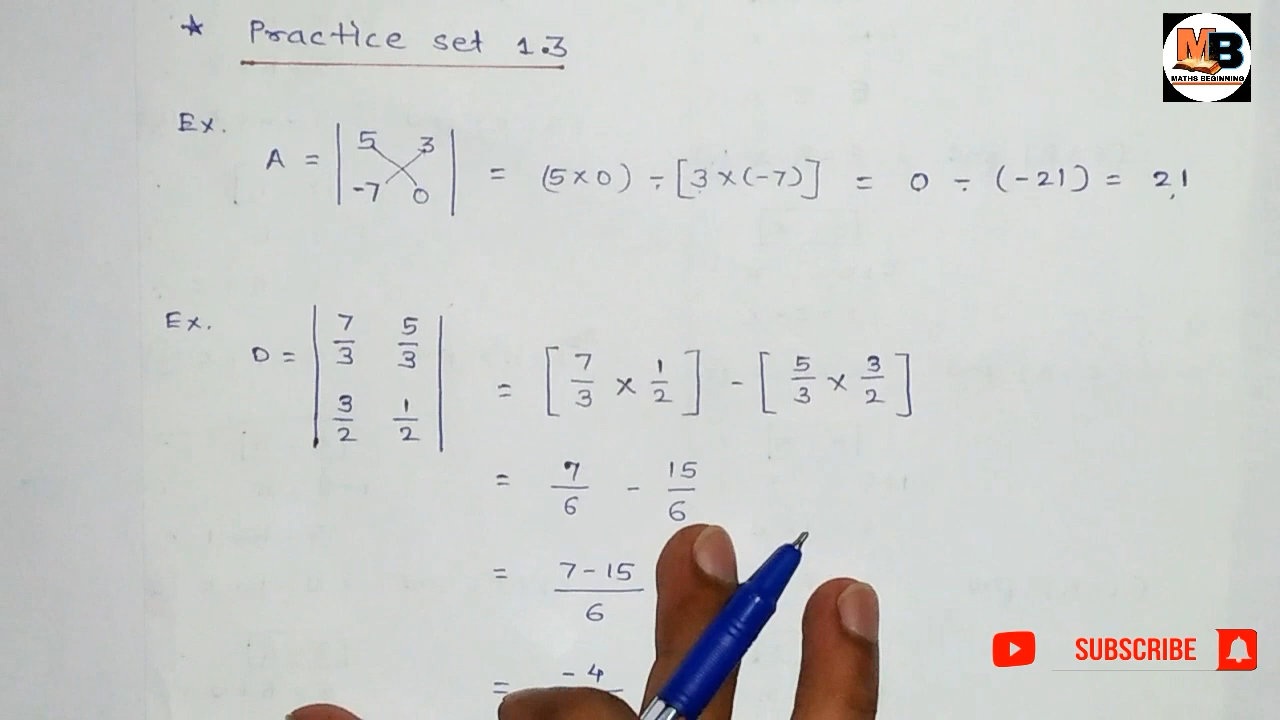 * Practice set 1.3
MB
MATHS BEGINNING
Ex.
A = | 5 3 | = (5 × 0) ÷ [3 × (-7)] = 0 ÷ (-21) = 21
| -7 0 |
Ex.
D = | 7/3 5/3 | = [7/3 × 1/2] - [5/3 × 3/2]
| 3/2 1/2 |
= 7/6 - 15/6
= 7-15/6
= -4
SUBSCRIBE